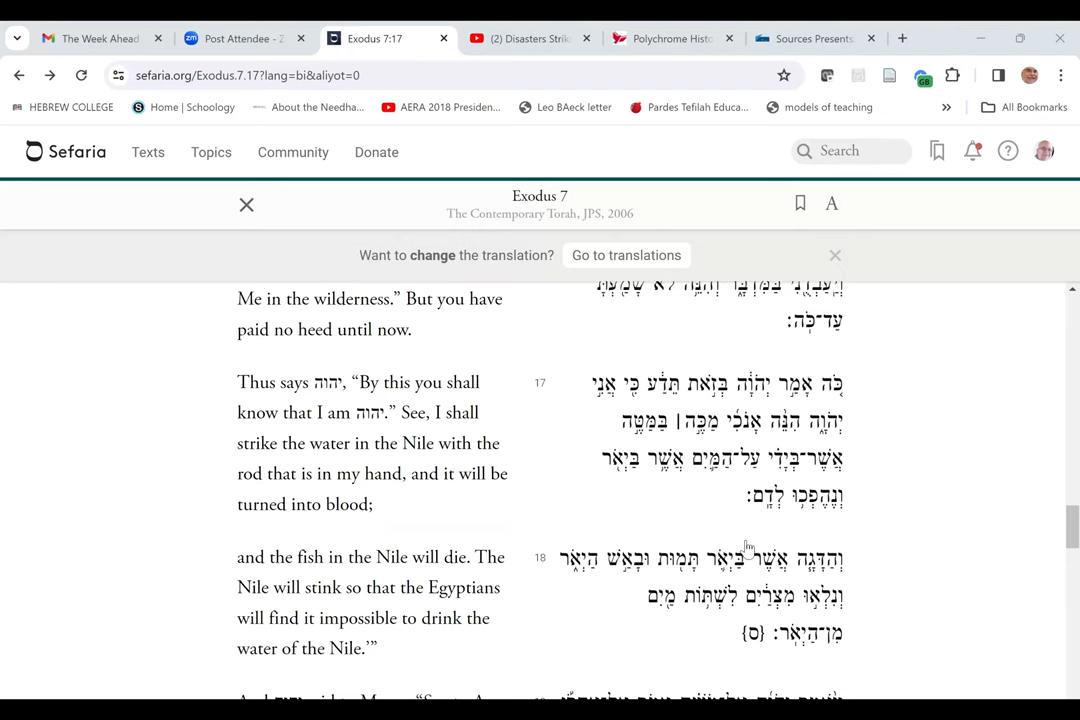 The Week Ahead
Post Attendee - Z
Exodus 7:17
(2) Disasters Strik
Polychrome Histo
Sources Presents:
sefaria.org/Exodus.7.17?lang=bi&aliyot=0
GB
HEBREW COLLEGE
Home | Schoology
About the Needha...
AERA 2018 Presiden...
Leo BAeck letter
Pardes Tefilah Educa...
models of teaching
All Bookmarks
Sefaria
Texts
Topics
Community
Donate
Search
Exodus 7
The Contemporary Torah, JPS, 2006
A
Want to change the translation?
Go to translations
Me in the wilderness.” But you have
paid no heed until now.
וְיַֽעַבְדֻ֖נִי בַּמִּדְבָּ֑ר וְהִנֵּ֥ה לֹא־שָׁמַ֖עְתָּ
עַד־כֹּֽה׃
Thus says יהוה, “By this you shall
know that I am יהוה.” See, I shall
strike the water in the Nile with the
rod that is in my hand, and it will be
turned into blood;
17
כֹּ֚ה אָמַ֣ר יְהֹוָ֔ה בְּזֹ֣את תֵּדַ֔ע כִּ֖י אֲנִ֣י
יְהֹוָ֑ה הִנֵּ֨ה אָנֹכִ֜י מַכֶּ֣ה ׀ בַּמַּטֶּ֣ה
אֲשֶׁר־בְּיָדִ֗י עַל־הַמַּ֛יִם אֲשֶׁ֥ר בַּיְאֹ֖ר
וְנֶהֶפְכ֥וּ לְדָֽם׃
and the fish in the Nile will die. The
Nile will stink so that the Egyptians
will find it impossible to drink the
water of the Nile.’”
18
וְהַדָּגָ֧ה אֲשֶׁר־בַּיְאֹ֛ר תָּמ֖וּת וּבָאַ֣שׁ הַיְאֹ֑ר
וְנִלְא֣וּ מִצְרַ֔יִם לִשְׁתּ֥וֹת מַ֖יִם
מִן־הַיְאֹֽר׃ {ס}